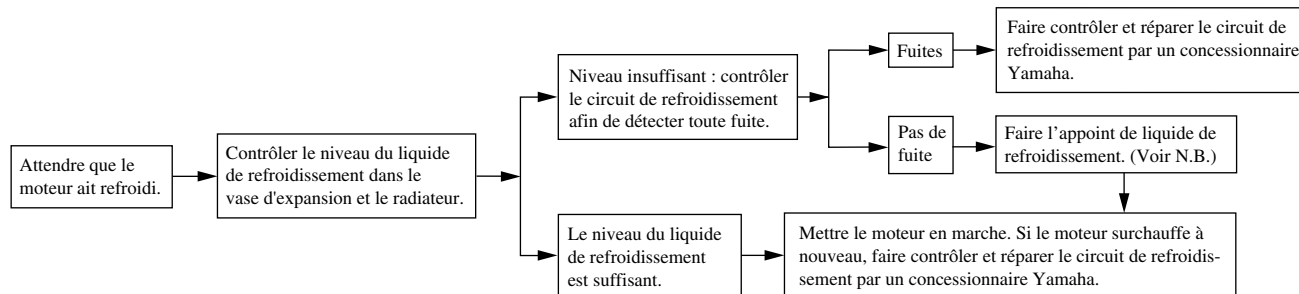 Attendre que le
moteur ait refroidi.
Contrôler le niveau du liquide
de refroidissement dans le
vase d'expansion et le radiateur.
Niveau insuffisant : contrôler
le circuit de refroidissement
afin de détecter toute fuite.
Fuites
Faire contrôler et réparer le circuit de
refroidissement par un concessionnaire
Yamaha.
Pas de
fuite
Faire l’appoint de liquide de
refroidissement. (Voir N.B.)
Le niveau du liquide
de refroidissement
est suffisant.
Mettre le moteur en marche. Si le moteur surchauffe à
nouveau, faire contrôler et réparer le circuit de refroidis-
sement par un concessionnaire Yamaha.